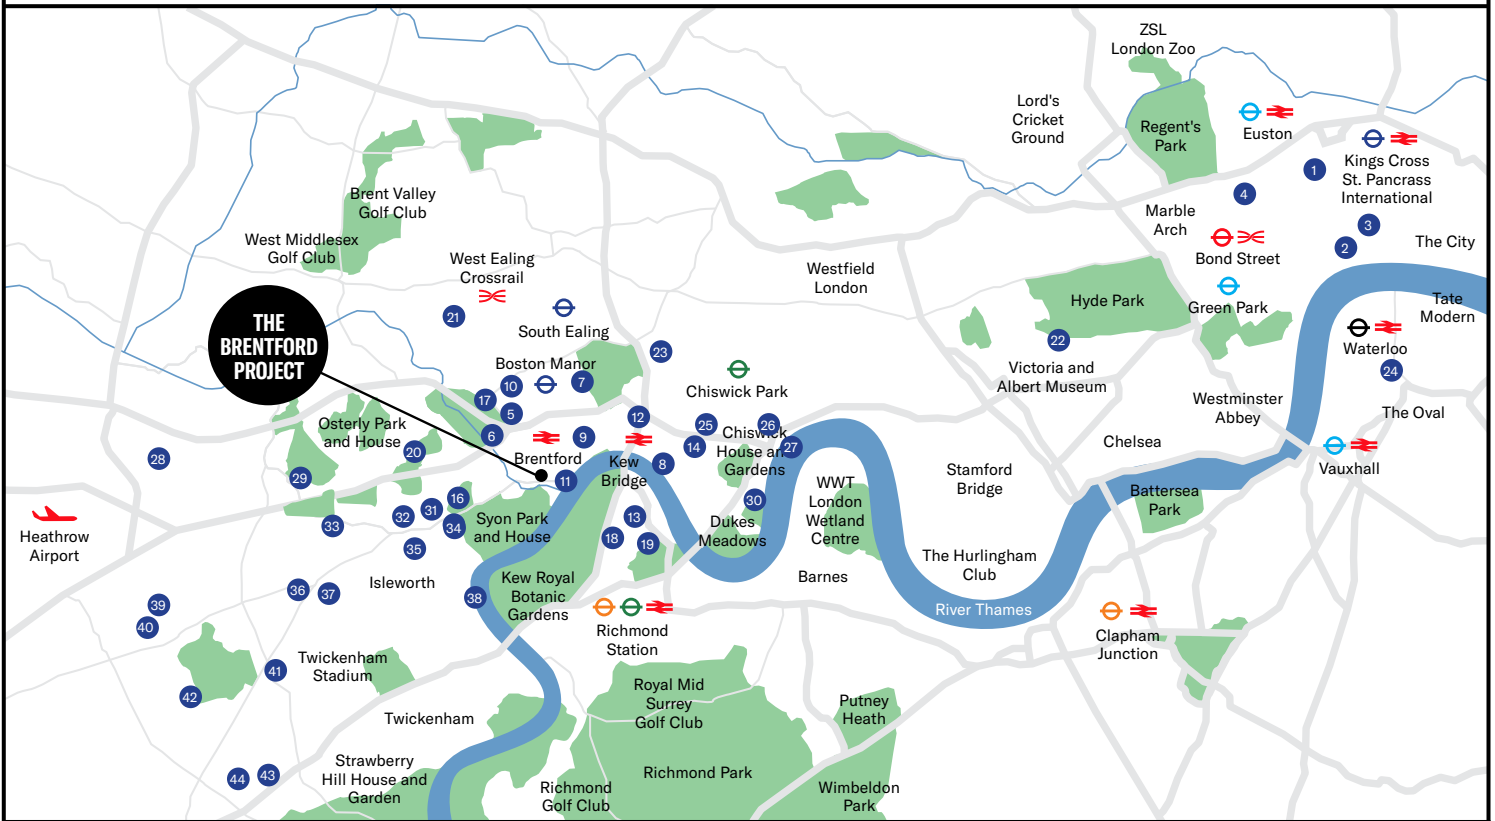 ZSL
London Zoo
Lord's
Cricket
Ground
Regent's
Park
Euston
Kings Cross
St. Pancrass
International
1
4
3
2
Marble
Arch
Bond Street
The City
Brent Valley
Golf Club
West Middlesex
Golf Club
West Ealing
Crossrail
Westfield
London
Hyde Park
Green Park
Tate
Modern
21
South Ealing
THE
BRENTFORD
PROJECT
22
Waterloo
24
23
Boston Manor
Chiswick Park
Victoria and
Albert Museum
10
7
17
5
Westminster
Abbey
The Oval
12
25
26
Osterly Park
and House
6
9
14
Chiswick
House and
Gardens
27
Chelsea
20
28
Brentford
Kew
Bridge
8
Vauxhall
29
11
WWT
London
Wetland
Centre
Stamford
Bridge
Battersea
Park
16
30
32
31
33
34
Syon Park
and House
13
18
19
Dukes
Meadows
Heathrow
Airport
35
The Hurlingham
Club
Isleworth
Kew Royal
Botanic
Gardens
Barnes
36
37
38
39
40
River Thames
Richmond
Station
Clapham
Junction
41
Twickenham
Stadium
42
Royal Mid
Surrey
Golf Club
Putney
Heath
Twickenham
44
43
Strawberry
Hill House and
Garden
Richmond
Golf Club
Richmond Park
Wimbeldon
Park